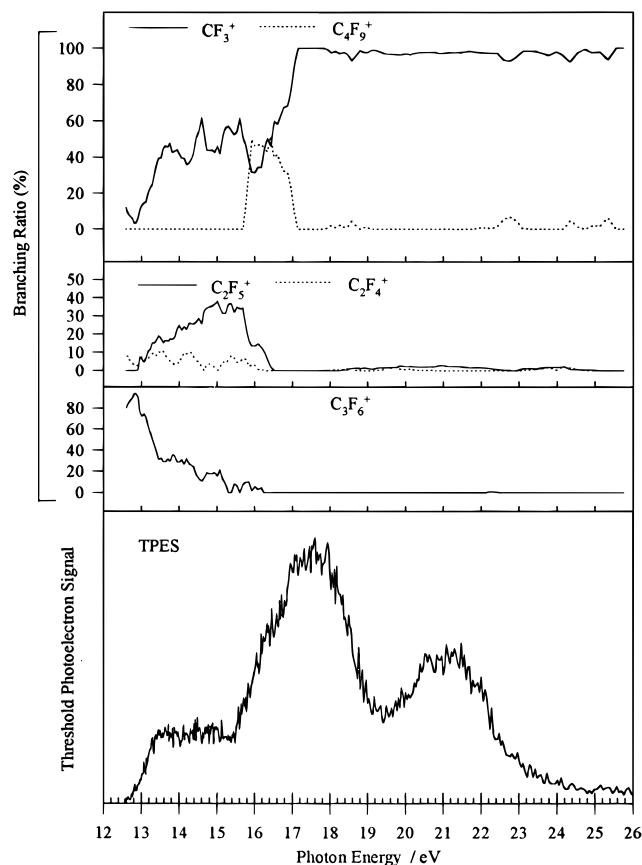 CF₃⁺ C₄F₉⁺
100
80
60
40
20
0
Branching Ratio (%)
C₂F₅⁺ C₂F₄⁺
50
40
30
20
10
0
C₃F₆⁺
80
60
40
20
0
TPES
Threshold Photoelectron Signal
12 13 14 15 16 17 18 19 20 21 22 23 24 25 26
Photon Energy / eV